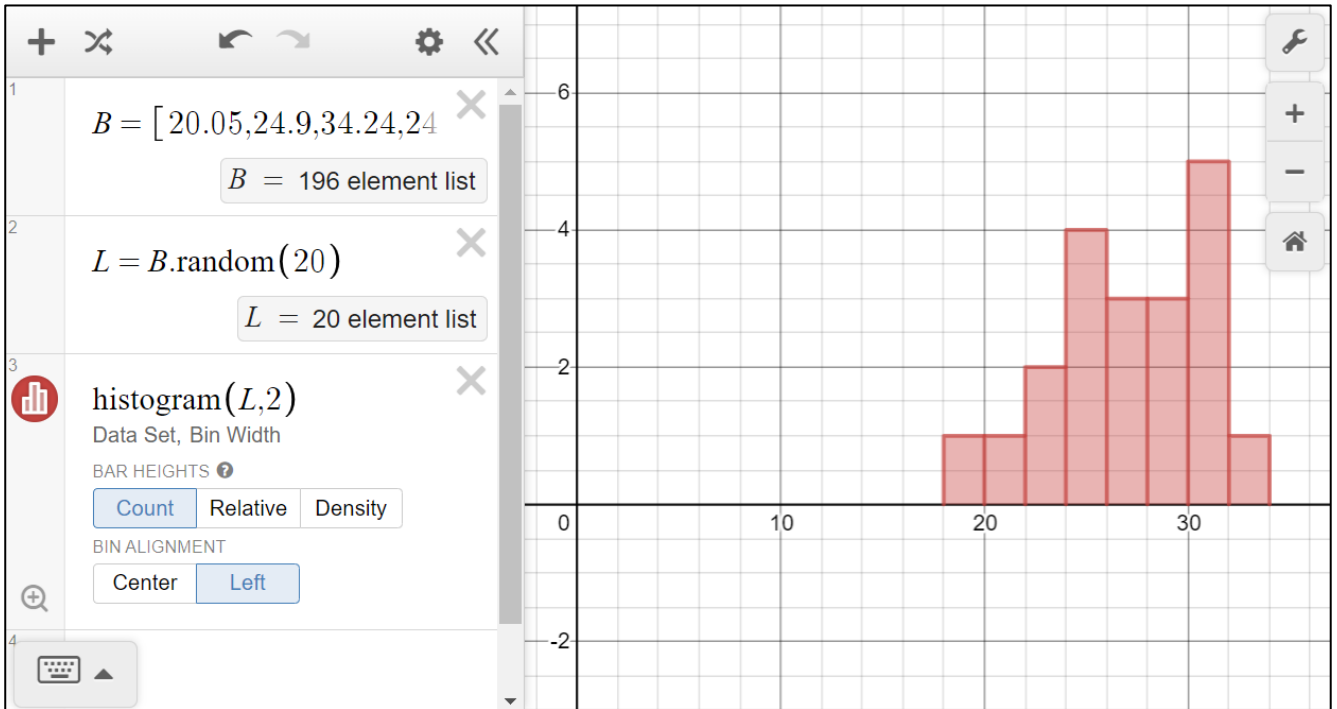 1
B = [20.05,24.9,34.24,24
B = 196 element list
2
L = B.random(20)
L = 20 element list
3
histogram(L,2)
Data Set, Bin Width
BAR HEIGHTS ?
Count Relative Density
BIN ALIGNMENT
Center Left
4
6
4
2
0 10 20 30
-2